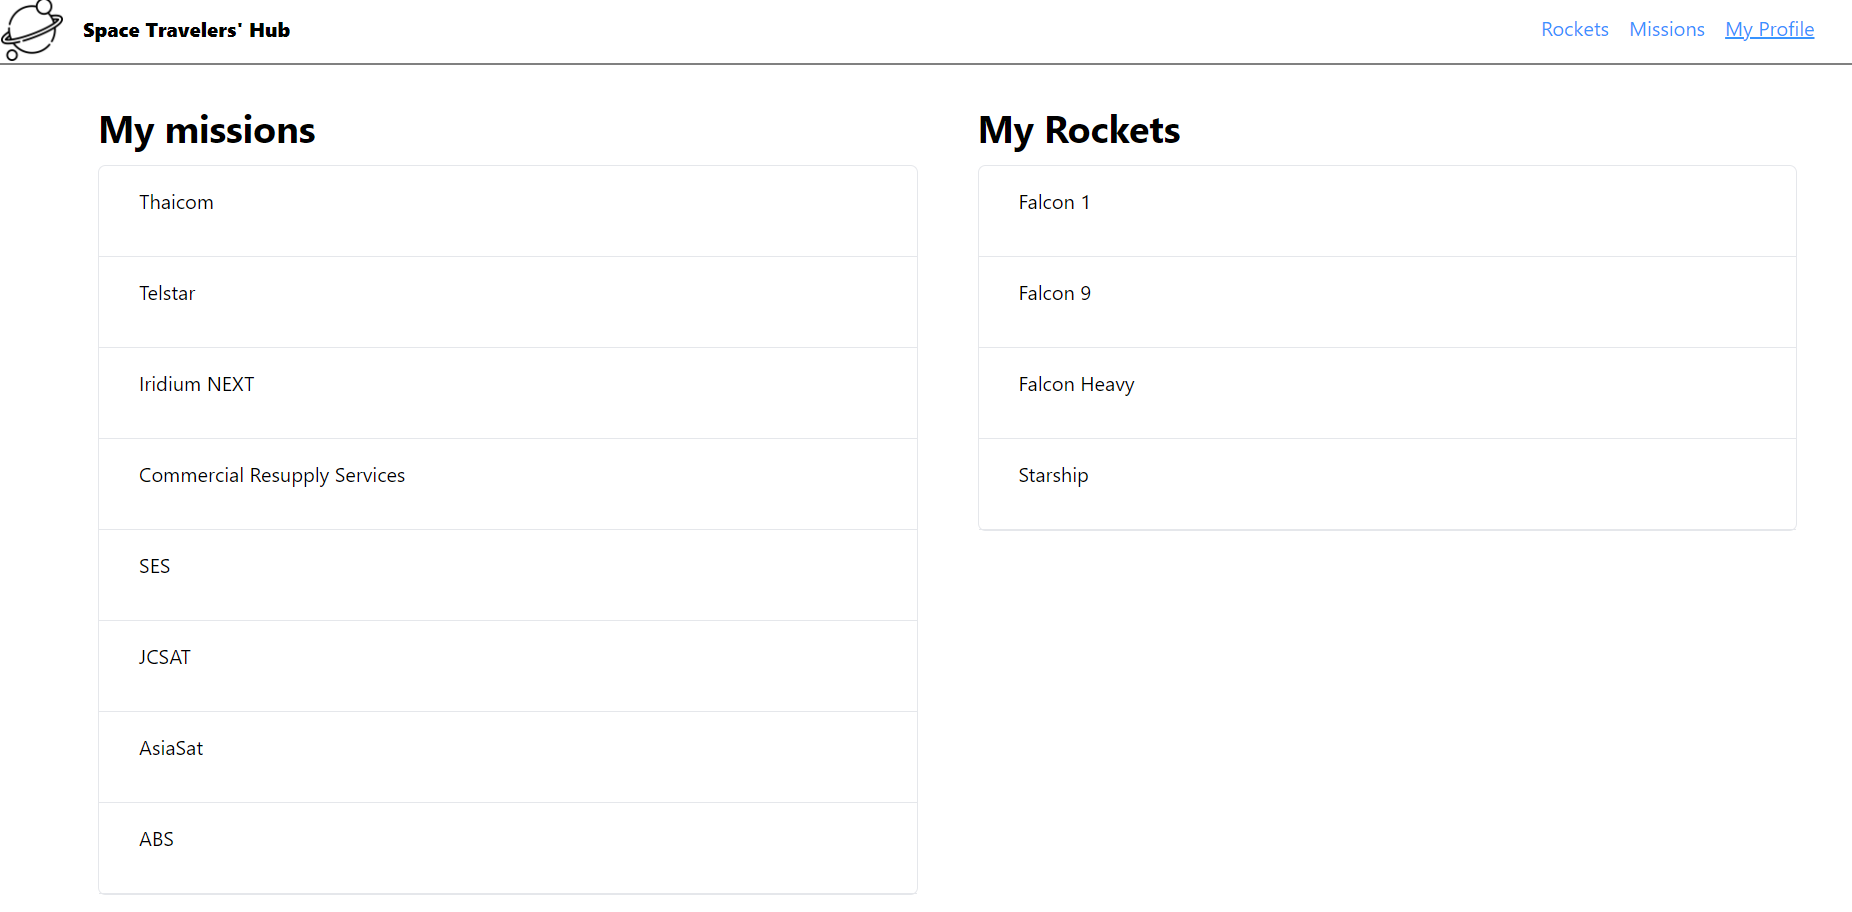 Space Travelers' Hub
Rockets Missions My Profile
My missions
Thaicom
Telstar
Iridium NEXT
Commercial Resupply Services
SES
JCSAT
AsiaSat
ABS
My Rockets
Falcon 1
Falcon 9
Falcon Heavy
Starship